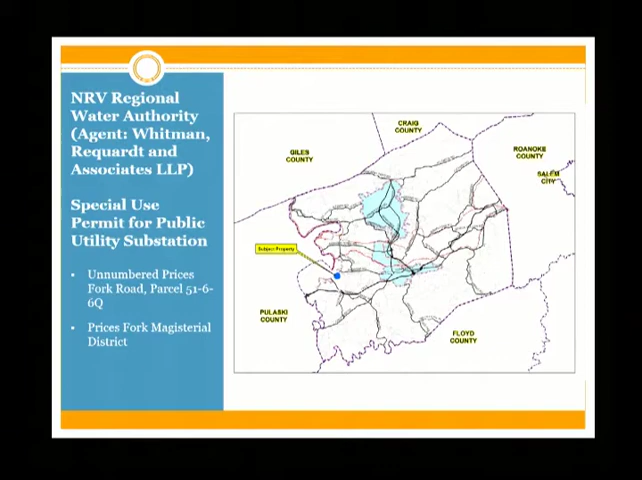 NRV Regional
Water Authority
(Agent: Whitman,
Requardt and
Associates LLP)
Special Use
Permit for Public
Utility Substation
Unnumbered Prices
Fork Road, Parcel 51-6-
6Q
Prices Fork Magisterial
District
CRAIG
COUNTY
GILES
COUNTY
ROANOKE
COUNTY
SALEM
CITY
Subject Property
PULASKI
COUNTY
FLOYD
COUNTY